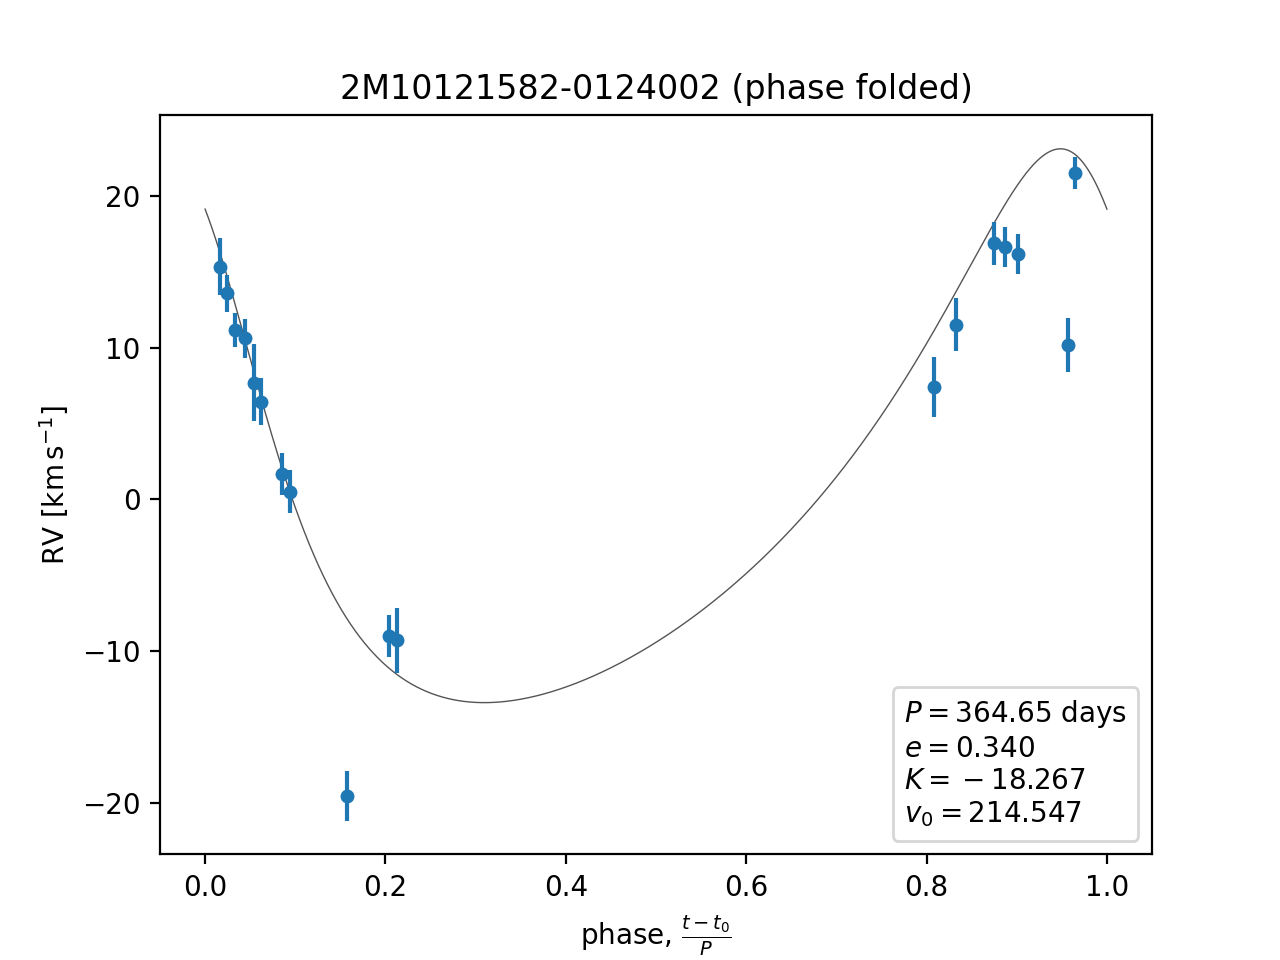 2M10121582-0124002 (phase folded)
RV [km s⁻¹]
20
10
0
−10
−20
P = 364.65 days
e = 0.340
K = −18.267
v₀ = 214.547
0.0 0.2 0.4 0.6 0.8 1.0
phase, (t − t₀)/P